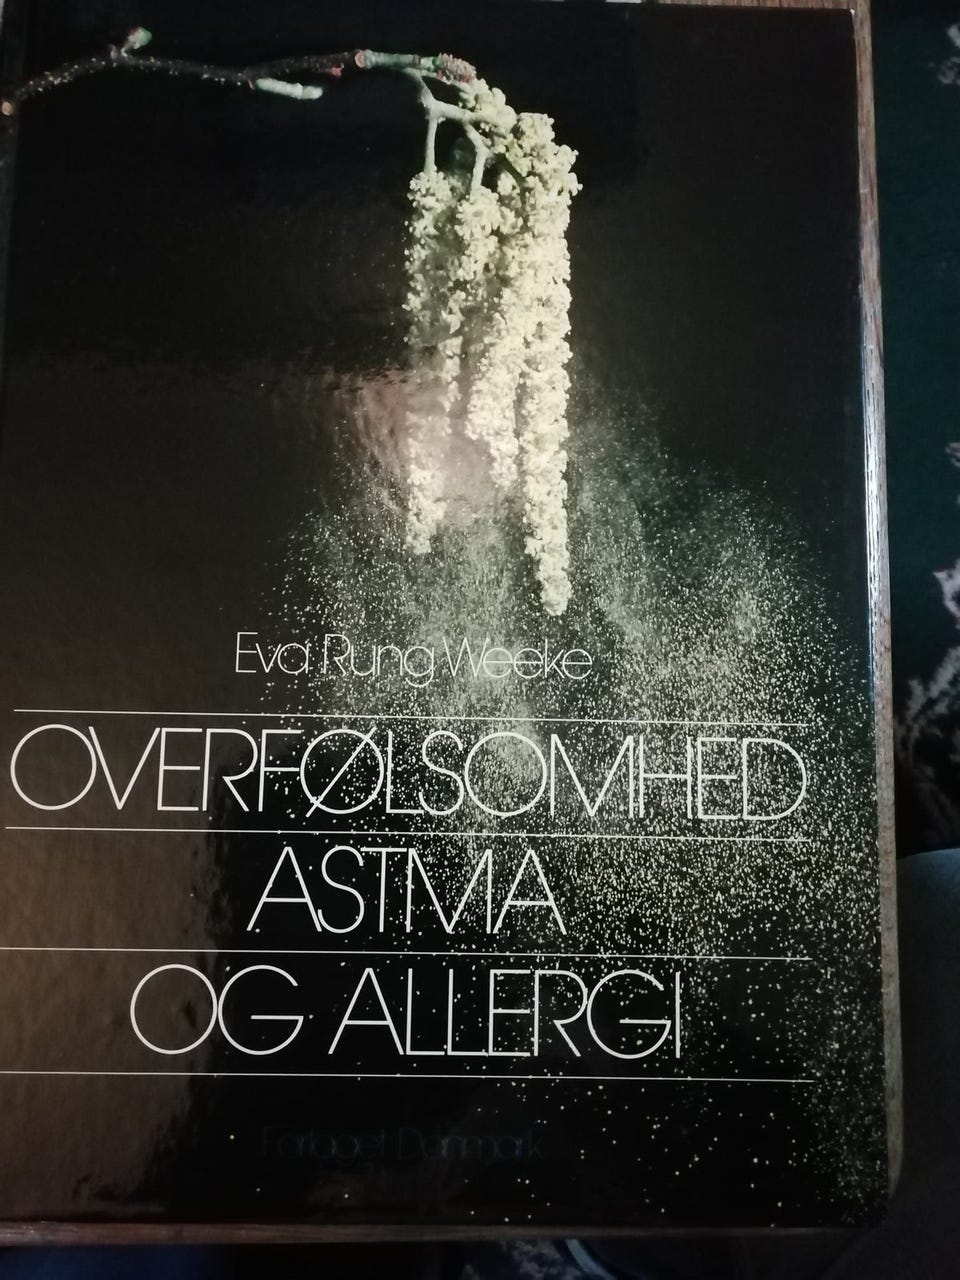 Eva Rung Weeke
OVERFØLSOMHED
ASTMA
OG ALLERGI
Forlaget Danmark